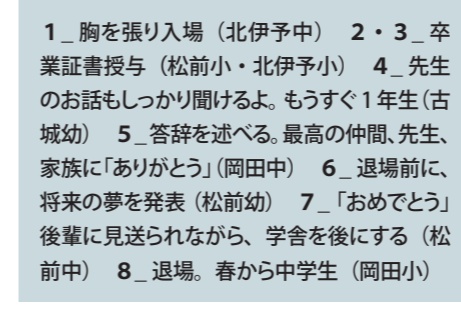 1_胸を張り入場（北伊予中）　2・3_卒
業証書授与（松前小・北伊予小）　4_先生
のお話もしっかり聞けるよ。もうすぐ１年生（古
城幼）　5_答辞を述べる。最高の仲間、先生、
家族に「ありがとう」（岡田中）　6_退場前に、
将来の夢を発表（松前幼）　7_「おめでとう」
後輩に見送られながら、学舎を後にする（松
前中）　8_退場。春から中学生（岡田小）